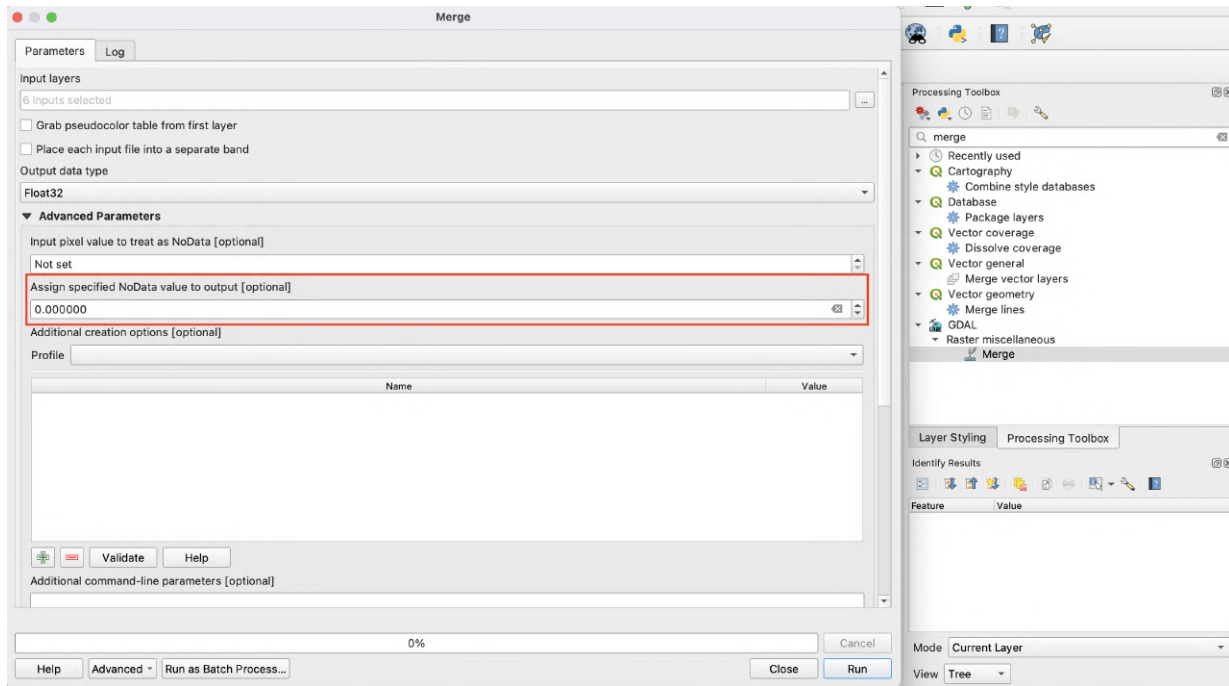 Merge
Parameters
Log
Input layers
6 inputs selected
...
Grab pseudocolor table from first layer
Place each input file into a separate band
Output data type
Float32
Advanced Parameters
Input pixel value to treat as NoData [optional]
Not set
Assign specified NoData value to output [optional]
0.000000
Additional creation options [optional]
Profile
Name Value
Validate Help
Additional command-line parameters [optional]
0%
Cancel
Help Advanced Run as Batch Process... Close Run
Processing Toolbox
merge
Recently used
Cartography
Combine style databases
Database
Package layers
Vector coverage
Dissolve coverage
Vector general
Merge vector layers
Vector geometry
Merge lines
GDAL
Raster miscellaneous
Merge
Layer Styling Processing Toolbox
Identify Results
Feature Value
Mode Current Layer
View Tree